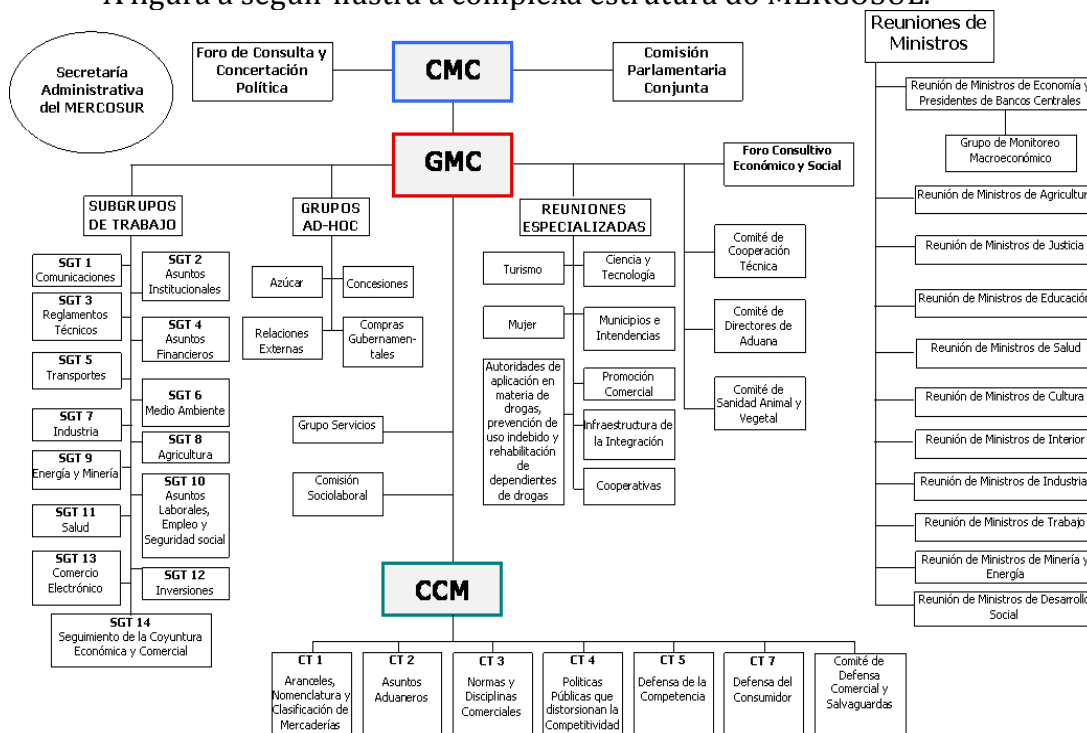 A figura a seguir ilustra a complexa estrutura do MERCOSUL.
Secretaría
Administrativa
del MERCOSUR
Foro de Consulta y
Concertación
Política
CMC
Comisión
Parlamentaria
Conjunta
GMC
Foro Consultivo
Económico y Social
SUBGRUPOS
DE TRABAJO
SGT 1
Comunicaciones
SGT 2
Asuntos
Institucionales
SGT 3
Reglamentos
Técnicos
SGT 4
Asuntos
Financieros
SGT 5
Transportes
SGT 6
Medio Ambiente
SGT 7
Industria
SGT 8
Agricultura
SGT 9
Energía y Minería
SGT 10
Asuntos
Laborales,
Empleo y
Seguridad social
SGT 11
Salud
SGT 13
Comercio
Electrónico
SGT 12
Inversiones
SGT 14
Seguimiento de la Coyuntura
Económica y Comercial
GRUPOS
AD-HOC
Azúcar
Concesiones
Relaciones
Externas
Compras
Gubernamen-
tales
Grupo Servicios
Comisión
Sociolaboral
REUNIONES
ESPECIALIZADAS
Turismo
Ciencia y
Tecnología
Mujer
Municipios e
Intendencias
Autoridades de
aplicación en
materia de
drogas,
prevención de
uso indebido y
rehabilitación
de
dependientes
de drogas
Promoción
Comercial
Infraestructura de
la Integración
Cooperativas
Comité de
Cooperación
Técnica
Comité de
Directores de
Aduana
Comité de
Sanidad Animal y
Vegetal
CCM
CT 1
Aranceles,
Nomenclatura y
Clasificación de
Mercaderías
CT 2
Asuntos
Aduaneros
CT 3
Normas y
Disciplinas
Comerciales
CT 4
Politicas
Públicas que
distorsionan la
Competitividad
CT 5
Defensa de la
Competencia
CT 7
Defensa del
Consumidor
Comité de
Defensa
Comercial y
Salvaguardas
Reuniones de
Ministros
Reunión de Ministros de Economía y
Presidentes de Bancos Centrales
Grupo de Monitoreo
Macroeconómico
Reunión de Ministros de Agricultur
Reunión de Ministros de Justicia
Reunión de Ministros de Educación
Reunión de Ministros de Salud
Reunión de Ministros de Cultura
Reunión de Ministros de Interior
Reunión de Ministros de Industria
Reunión de Ministros de Trabajo
Reunión de Ministros de Minería y
Energía
Reunión de Ministros de Desarrollo
Social